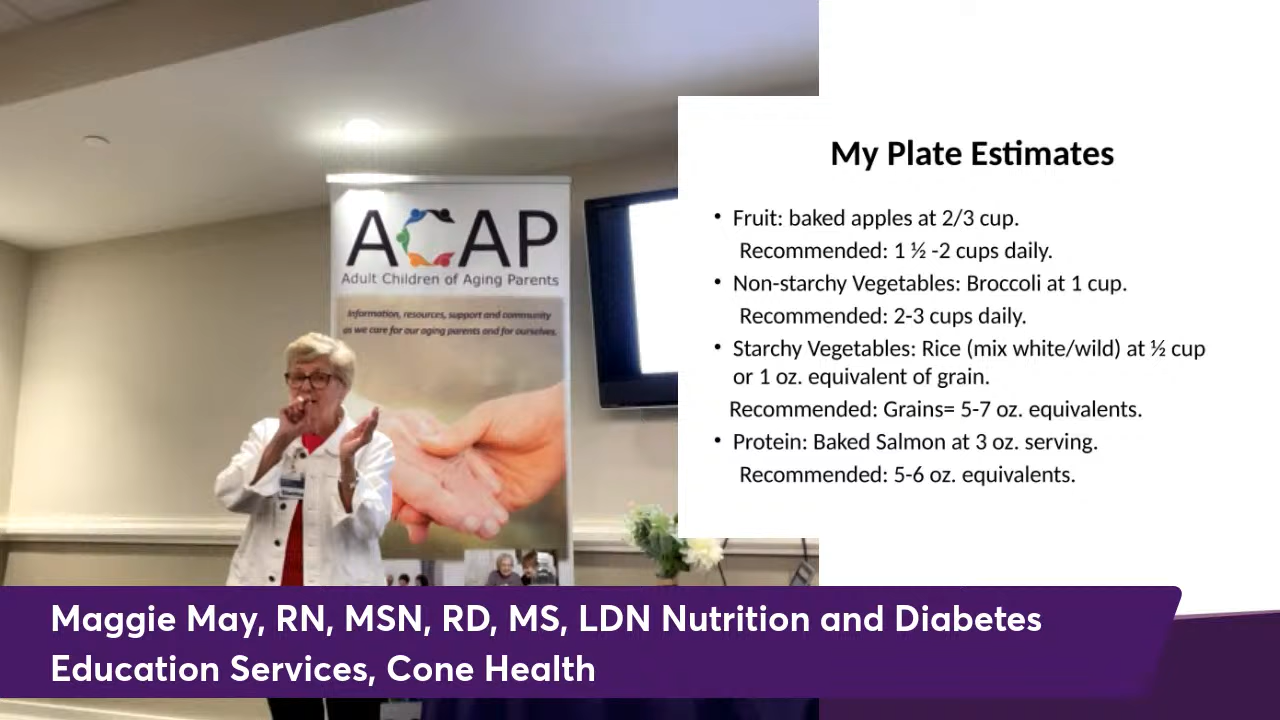 ACAP
Adult Children of Aging Parents
Information, resources, support and community
as we care for our aging parents and for ourselves.
My Plate Estimates
• Fruit: baked apples at 2/3 cup.
Recommended: 1 ½ -2 cups daily.
• Non-starchy Vegetables: Broccoli at 1 cup.
Recommended: 2-3 cups daily.
• Starchy Vegetables: Rice (mix white/wild) at ½ cup
or 1 oz. equivalent of grain.
Recommended: Grains= 5-7 oz. equivalents.
• Protein: Baked Salmon at 3 oz. serving.
Recommended: 5-6 oz. equivalents.
Maggie May, RN, MSN, RD, MS, LDN Nutrition and Diabetes
Education Services, Cone Health